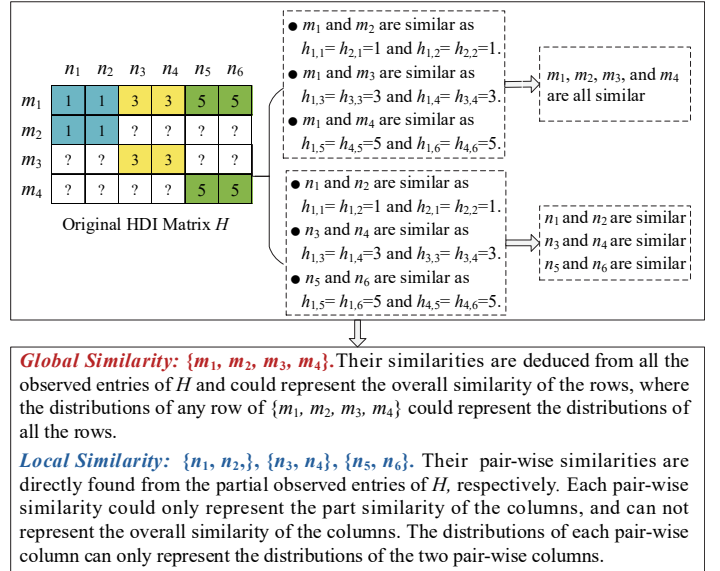 n1 n2 n3 n4 n5 n6
m1 1 1 3 3 5 5
m2 1 1 ? ? ? ?
m3 ? ? 3 3 ? ?
m4 ? ? ? ? 5 5
Original HDI Matrix H
● m1 and m2 are similar as
h1,1= h2,1=1 and h1,2= h2,2=1.
● m1 and m3 are similar as
h1,3= h3,3=3 and h1,4= h3,4=3.
● m1 and m4 are similar as
h1,5= h4,5=5 and h1,6= h4,6=5.
m1, m2, m3, and m4
are all similar
● n1 and n2 are similar as
h1,1= h1,2=1 and h2,1= h2,2=1.
● n3 and n4 are similar as
h1,3= h1,4=3 and h3,3= h3,4=3.
● n5 and n6 are similar as
h1,5= h1,6=5 and h4,5= h4,6=5.
n1 and n2 are similar
n3 and n4 are similar
n5 and n6 are similar
Global Similarity: {m1, m2, m3, m4}. Their similarities are deduced from all the
observed entries of H and could represent the overall similarity of the rows, where
the distributions of any row of {m1, m2, m3, m4} could represent the distributions of
all the rows.
Local Similarity: {n1, n2,}, {n3, n4}, {n5, n6}. Their pair-wise similarities are
directly found from the partial observed entries of H, respectively. Each pair-wise
similarity could only represent the part similarity of the columns, and can not
represent the overall similarity of the columns. The distributions of each pair-wise
column can only represent the distributions of the two pair-wise columns.